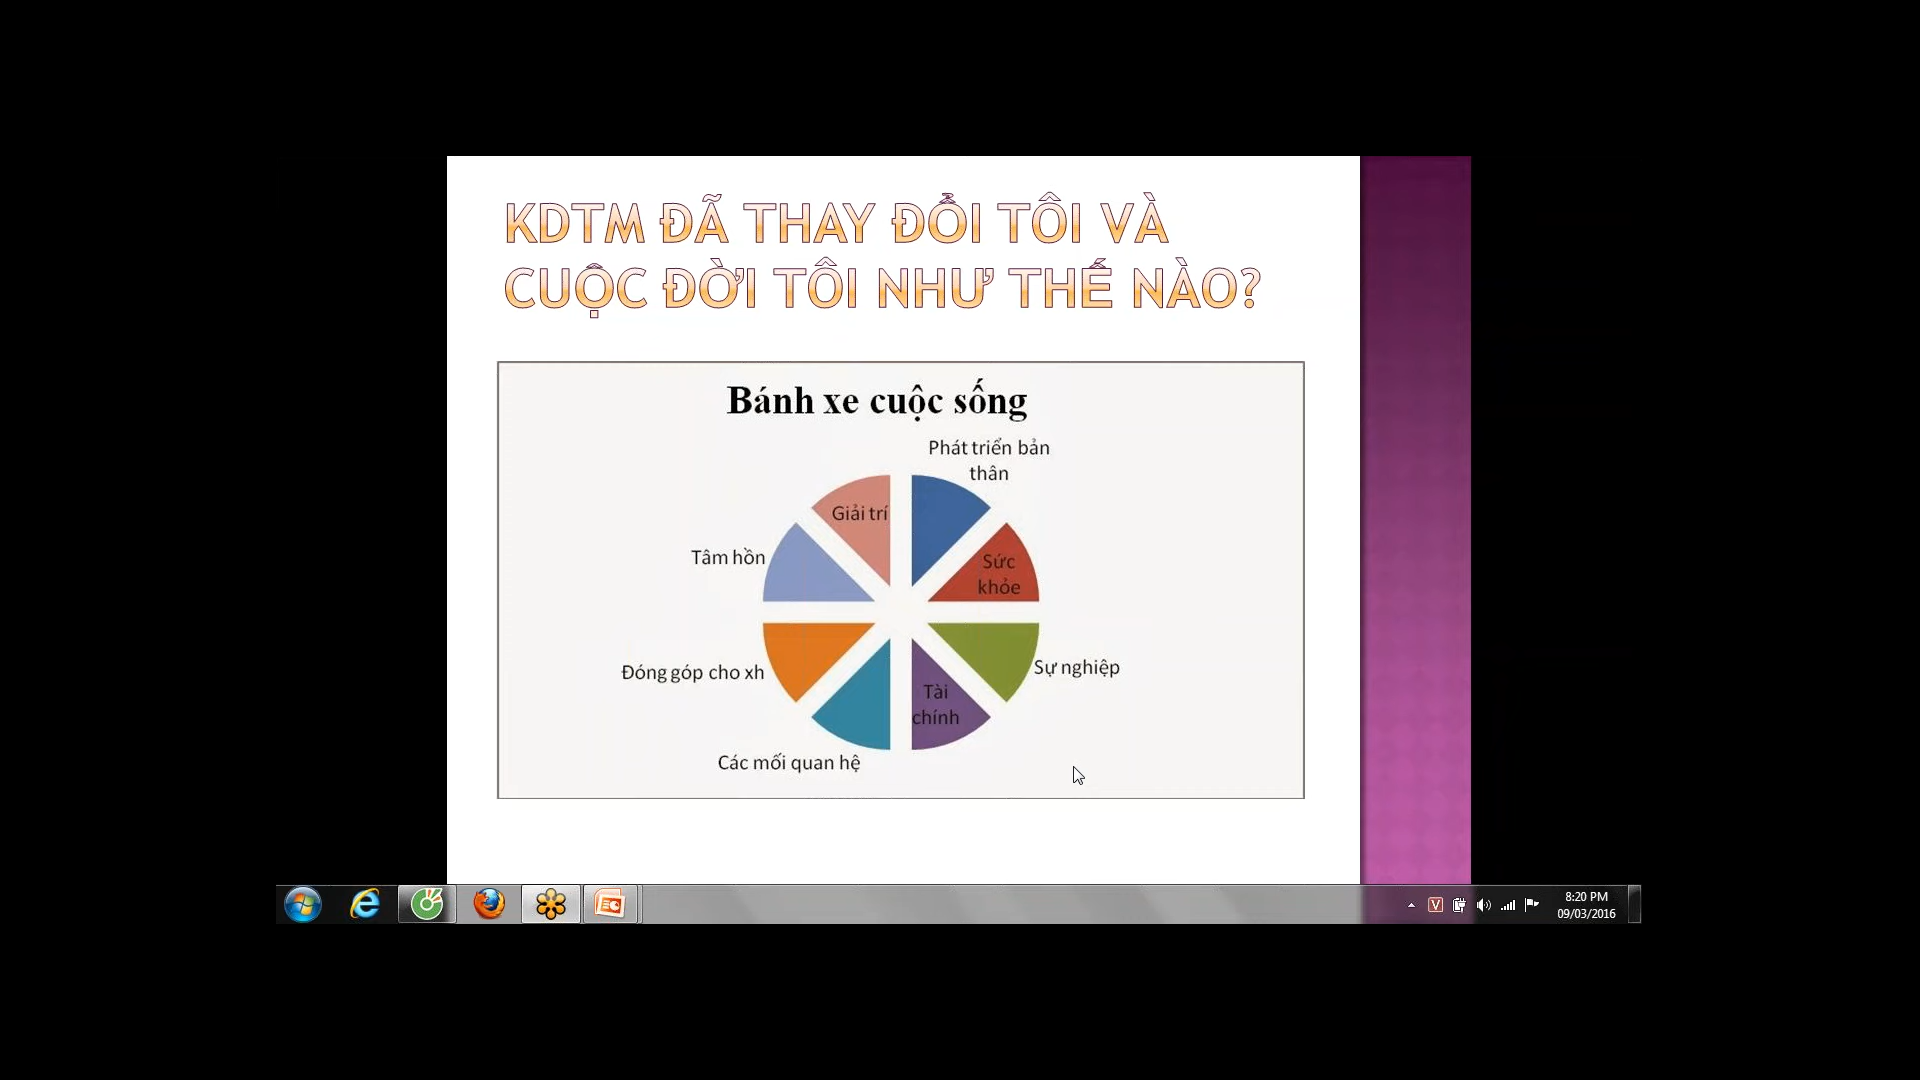 KDTM ĐÃ THAY ĐỔI TÔI VÀ
CUỘC ĐỜI TÔI NHƯ THẾ NÀO?
Bánh xe cuộc sống
Phát triển bản
thân
Giải trí
Tâm hồn
Sức
khỏe
Đóng góp cho xh
Sự nghiệp
Tài
chính
Các mối quan hệ
V
8:20 PM
09/03/2016